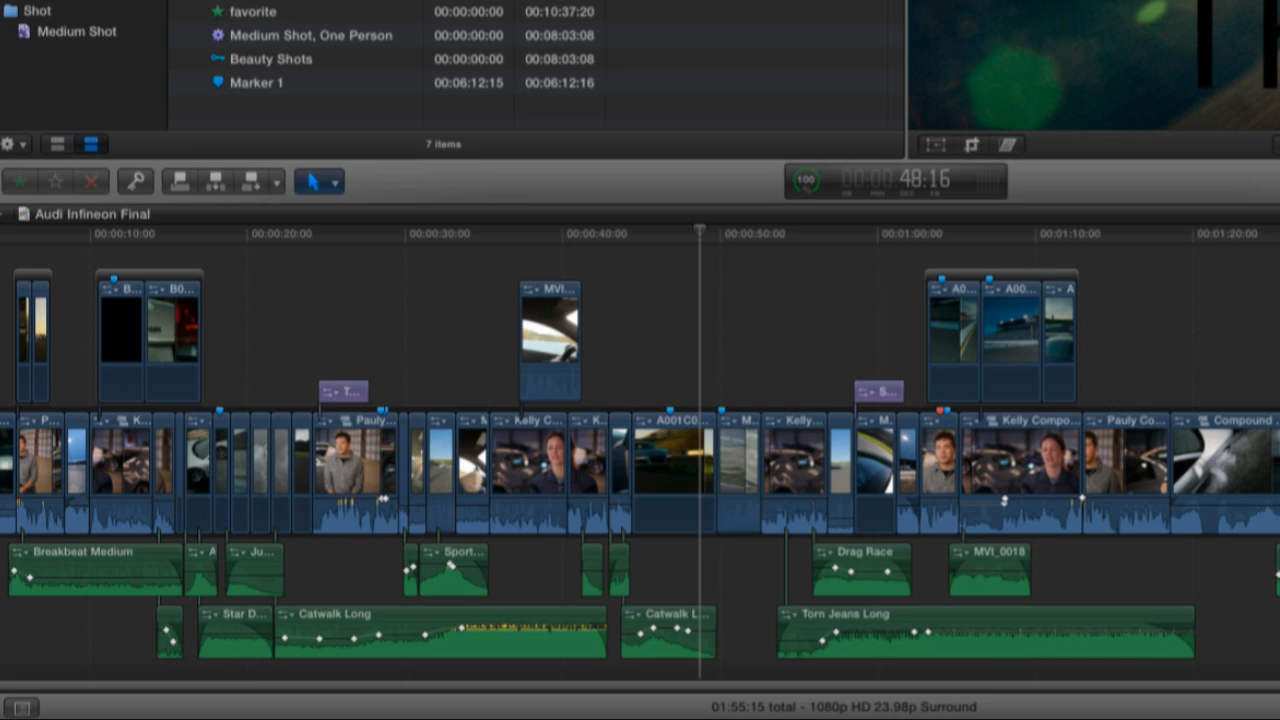 Shot
favorite 00:00:00:00 00:10:37:20
Medium Shot
Medium Shot, One Person 00:00:00:00 00:08:03:08
Beauty Shots 00:00:00:00 00:08:03:08
Marker 1 00:06:12:15 00:06:12:16
7 items
100 00:00:48:16
HR MIN SEC FR
Audi Infineon Final
00:00:10:00 00:00:20:00 00:00:30:00 00:00:40:00 00:00:50:00 00:01:00:00 00:01:10:00 00:01:20:00
B... B0... MVI... A0... A00... A
T... S...
P... K... Pauly... M Kelly C... K... A001C0 M... Kelly... M. Kelly Compo... Pauly Co... Compound
Breakbeat Medium A Ju... Sport... Drag Race MVI_0018
Star D... Catwalk Long Catwalk L... Torn Jeans Long
01:55:15 total - 1080p HD 23.98p Surround